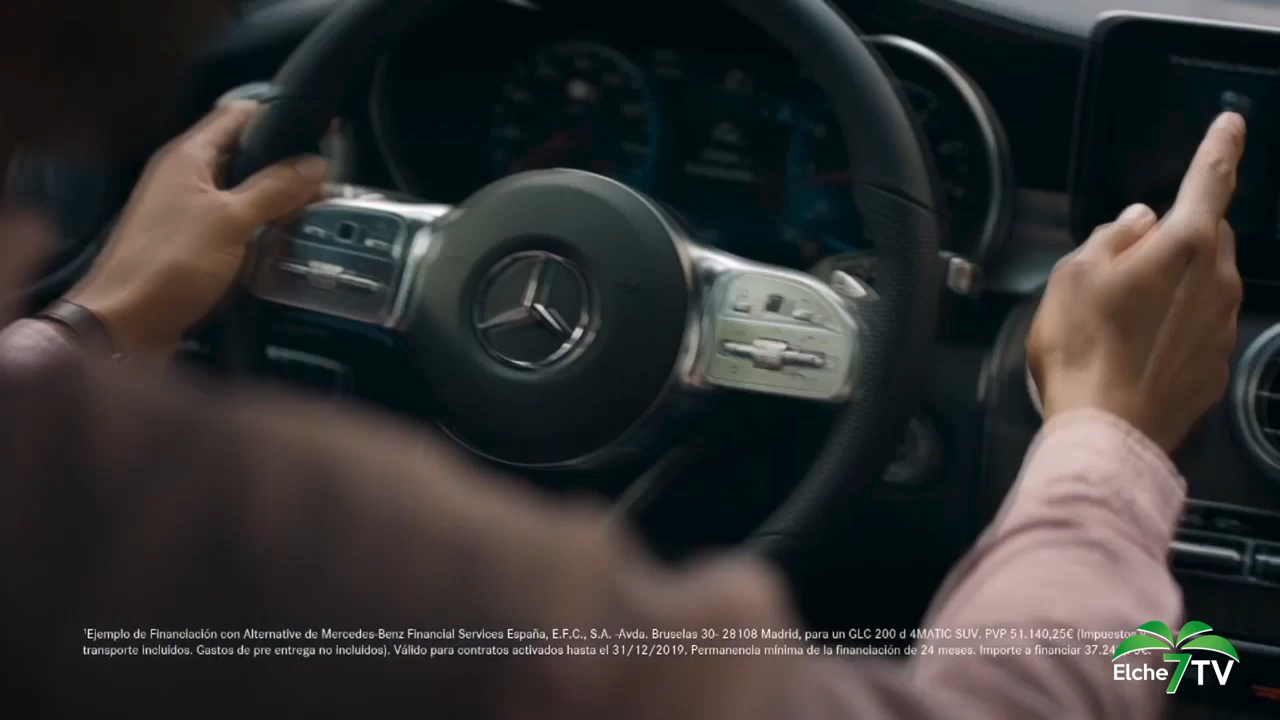 ¹Ejemplo de Financiación con Alternative de Mercedes-Benz Financial Services España, E.F.C., S.A. -Avda. Bruselas 30- 28108 Madrid, para un GLC 200 d 4MATIC SUV. PVP 51.140,25€ (Impuestos
transporte incluidos. Gastos de pre entrega no incluidos). Válido para contratos activados hasta el 31/12/2019. Permanencia mínima de la financiación de 24 meses. Importe a financiar
Elche 7 TV